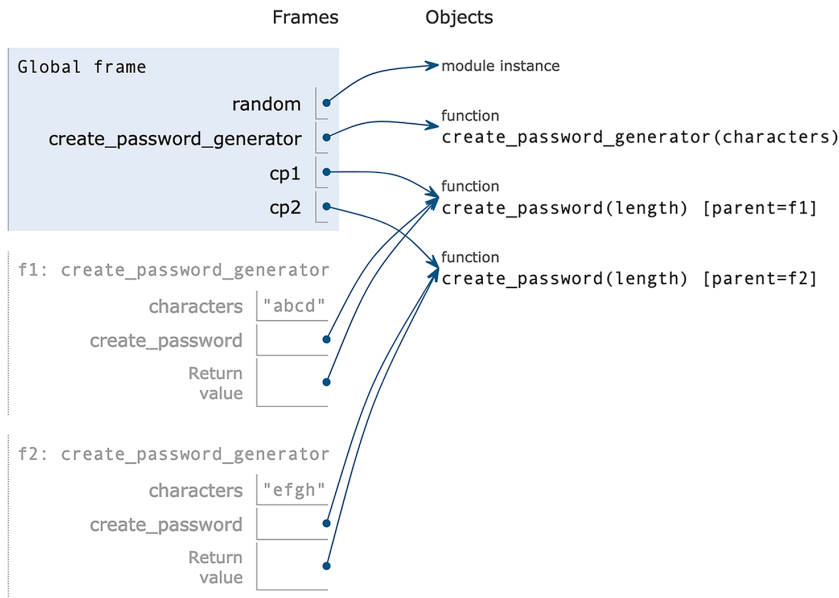 Frames Objects
Global frame
random
create_password_generator
cp1
cp2
module instance
function
create_password_generator(characters)
function
create_password(length) [parent=f1]
function
create_password(length) [parent=f2]
f1: create_password_generator
characters "abcd"
create_password
Return
value
f2: create_password_generator
characters "efgh"
create_password
Return
value